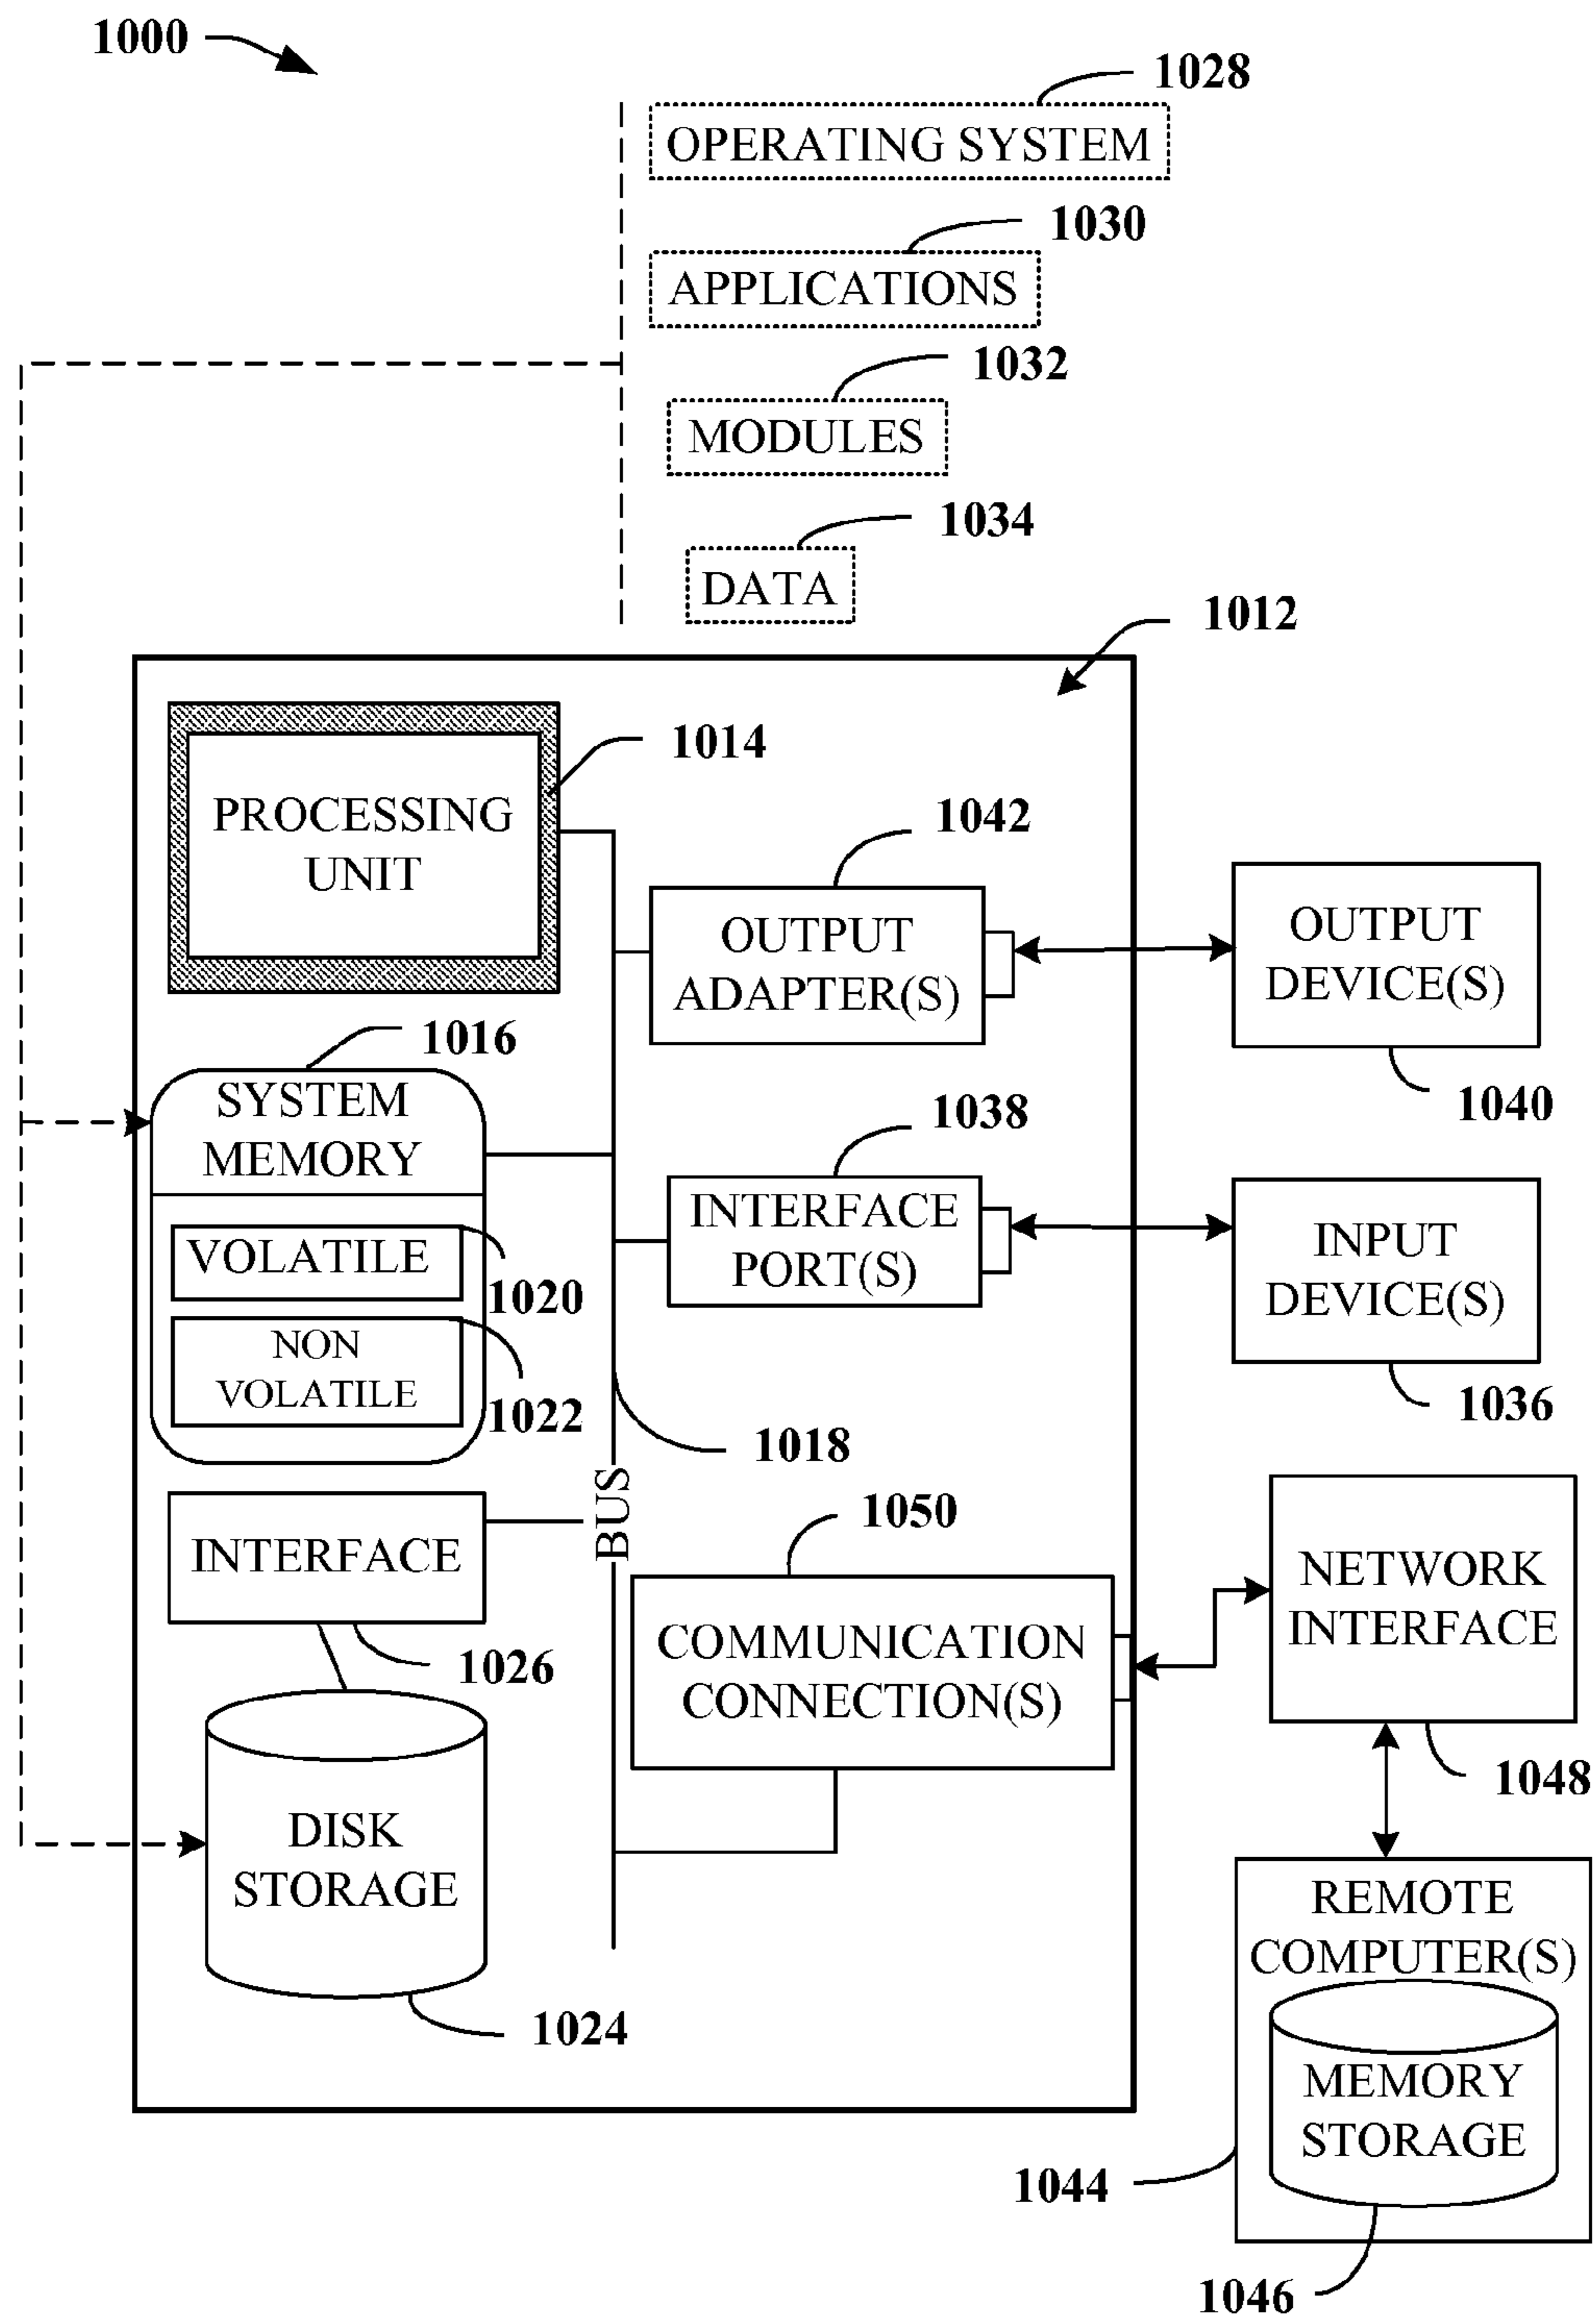 1000
1028
OPERATING SYSTEM
1030
APPLICATIONS
1032
MODULES
1034
DATA
1012
1014
PROCESSING
UNIT
1042
OUTPUT
ADAPTER(S)
OUTPUT
DEVICE(S)
1040
1016
SYSTEM
MEMORY
1038
INTERFACE
PORT(S)
INPUT
DEVICE(S)
1036
VOLATILE
1020
NON
VOLATILE
1022
1018
BUS
INTERFACE
1026
1050
COMMUNICATION
CONNECTION(S)
NETWORK
INTERFACE
1048
DISK
STORAGE
1024
REMOTE
COMPUTER(S)
MEMORY
STORAGE
1044
1046